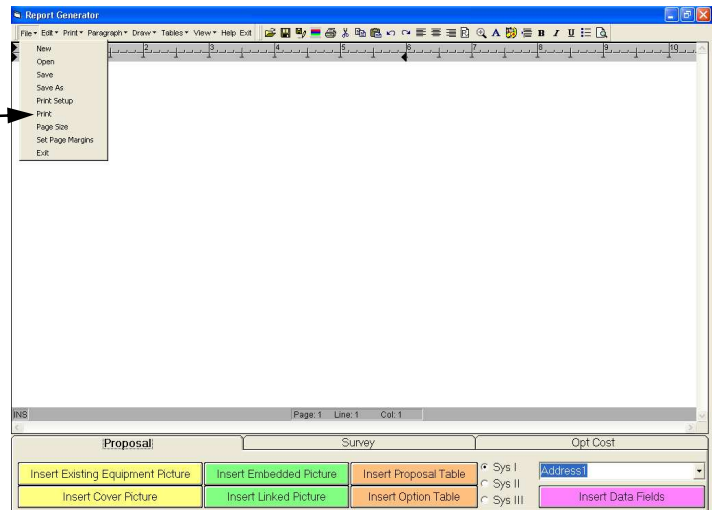 Report Generator
File Edit Print Paragraph Draw Tables View Help Exit A B I U
2 3 4 5 6 7 8 9 10
New
Open
Save
Save As
Print Setup
Print
Page Size
Set Page Margins
Exit
INS Page: 1 Line: 1 Col: 1
Proposal Survey Opt Cost
Insert Existing Equipment Picture Insert Embedded Picture Insert Proposal Table Sys I Address1
Sys II
Insert Cover Picture Insert Linked Picture Insert Option Table Sys III Insert Data Fields